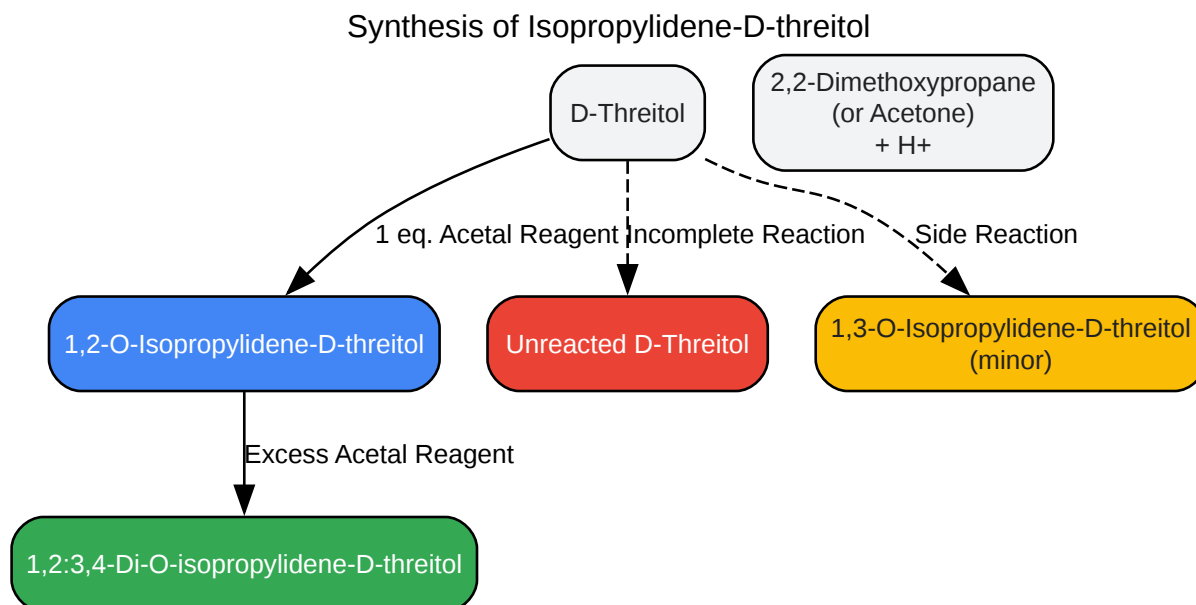 Synthesis of Isopropylidene-D-threitol
D-Threitol
2,2-Dimethoxypropane
(or Acetone)
+ H+
1 eq. Acetal Reagent
Incomplete Reaction
Side Reaction
1,2-O-Isopropylidene-D-threitol
Unreacted D-Threitol
1,3-O-Isopropylidene-D-threitol
(minor)
Excess Acetal Reagent
1,2:3,4-Di-O-isopropylidene-D-threitol